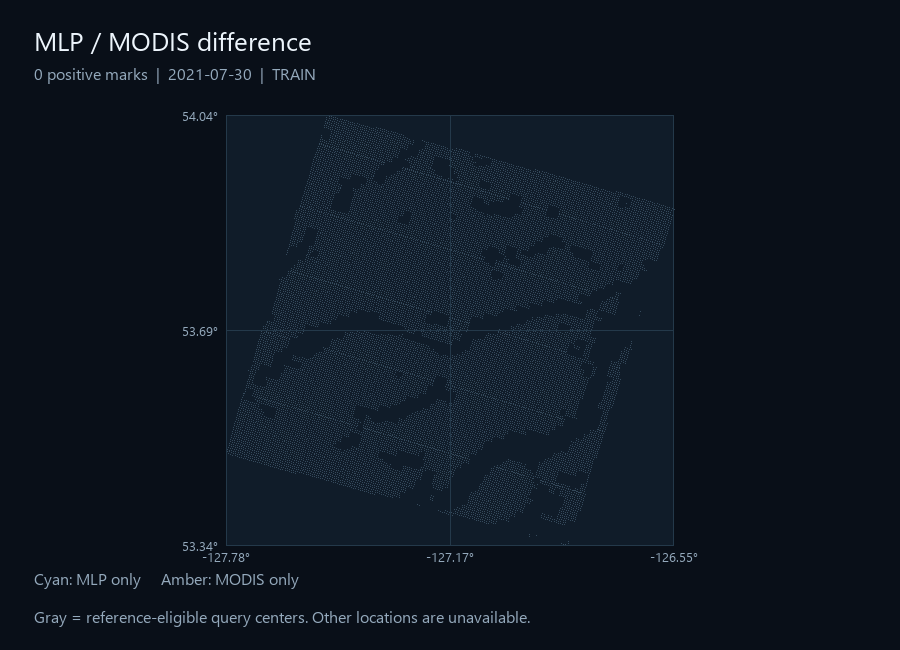 MLP / MODIS difference
0 positive marks | 2021-07-30 | TRAIN
54.04°
53.69°
53.34°
-127.78° -127.17° -126.55°
Cyan: MLP only Amber: MODIS only
Gray = reference-eligible query centers. Other locations are unavailable.